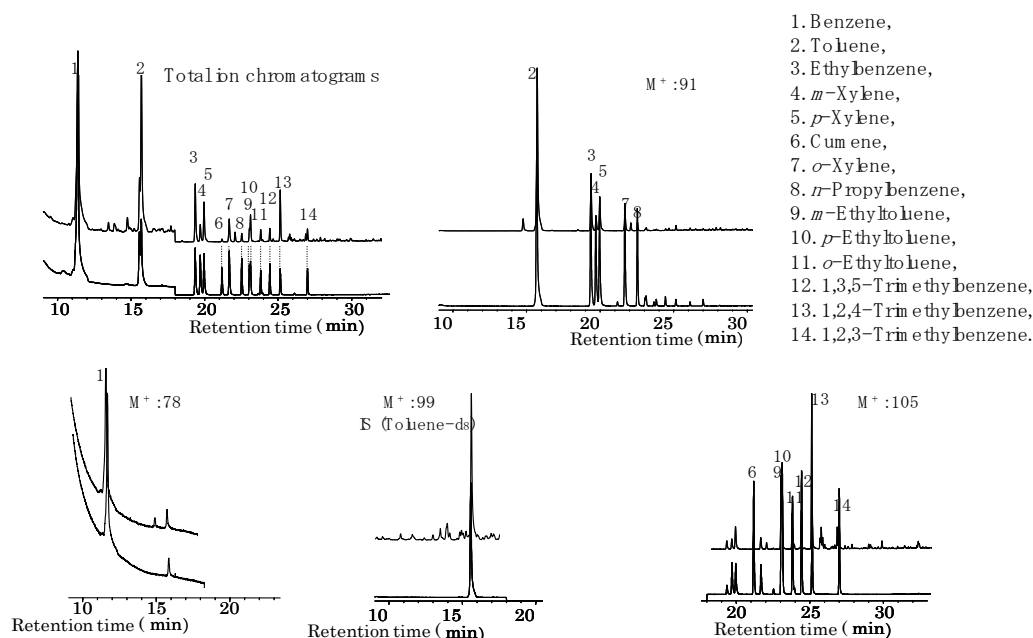 Total ion chromatograms
1
2
3
4
5
6
7
8
9
10
11
12
13
14
10 15 20 25 30
Retention time ( min)
M⁺:91
2
3
4
5
7
8
10 15 20 25 30
Retention time ( min)
1. Benzene,
2. Toluene,
3. Ethylbenzene,
4. m-Xylene,
5. p-Xylene,
6. Cumene,
7. o-Xylene,
8. n-Propylbenzene,
9. m-Ethyltoluene,
10. p-Ethyltoluene,
11. o-Ethyltoluene,
12. 1,3,5-Trimethylbenzene,
13. 1,2,4-Trimethylbenzene,
14. 1,2,3-Trimethylbenzene.
1
M⁺:78
10 15 20
Retention time ( min)
M⁺:99
IS (Toluene-d8)
10 15 20
Retention time (min)
M⁺:105
13
10
6
9
12
11
14
20 25 30
Retention time (min)